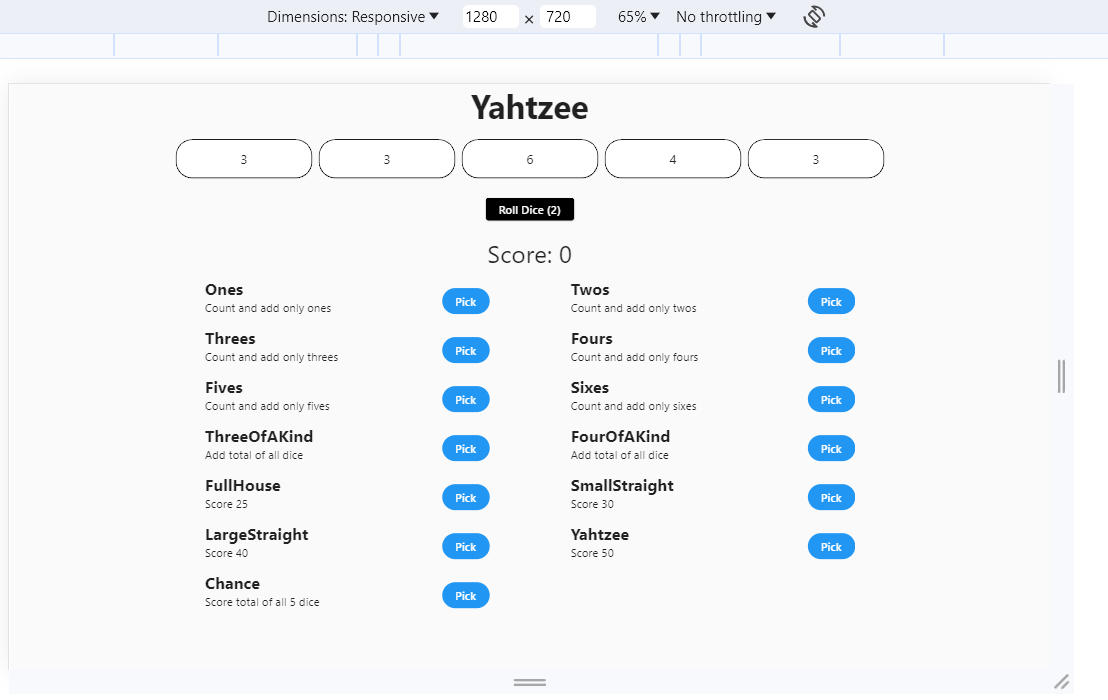 Dimensions: Responsive 1280 × 720 65% No throttling
Yahtzee
3 3 6 4 3
Roll Dice (2)
Score: 0
Ones
Count and add only ones
Pick
Twos
Count and add only twos
Pick
Threes
Count and add only threes
Pick
Fours
Count and add only fours
Pick
Fives
Count and add only fives
Pick
Sixes
Count and add only sixes
Pick
ThreeOfAKind
Add total of all dice
Pick
FourOfAKind
Add total of all dice
Pick
FullHouse
Score 25
Pick
SmallStraight
Score 30
Pick
LargeStraight
Score 40
Pick
Yahtzee
Score 50
Pick
Chance
Score total of all 5 dice
Pick